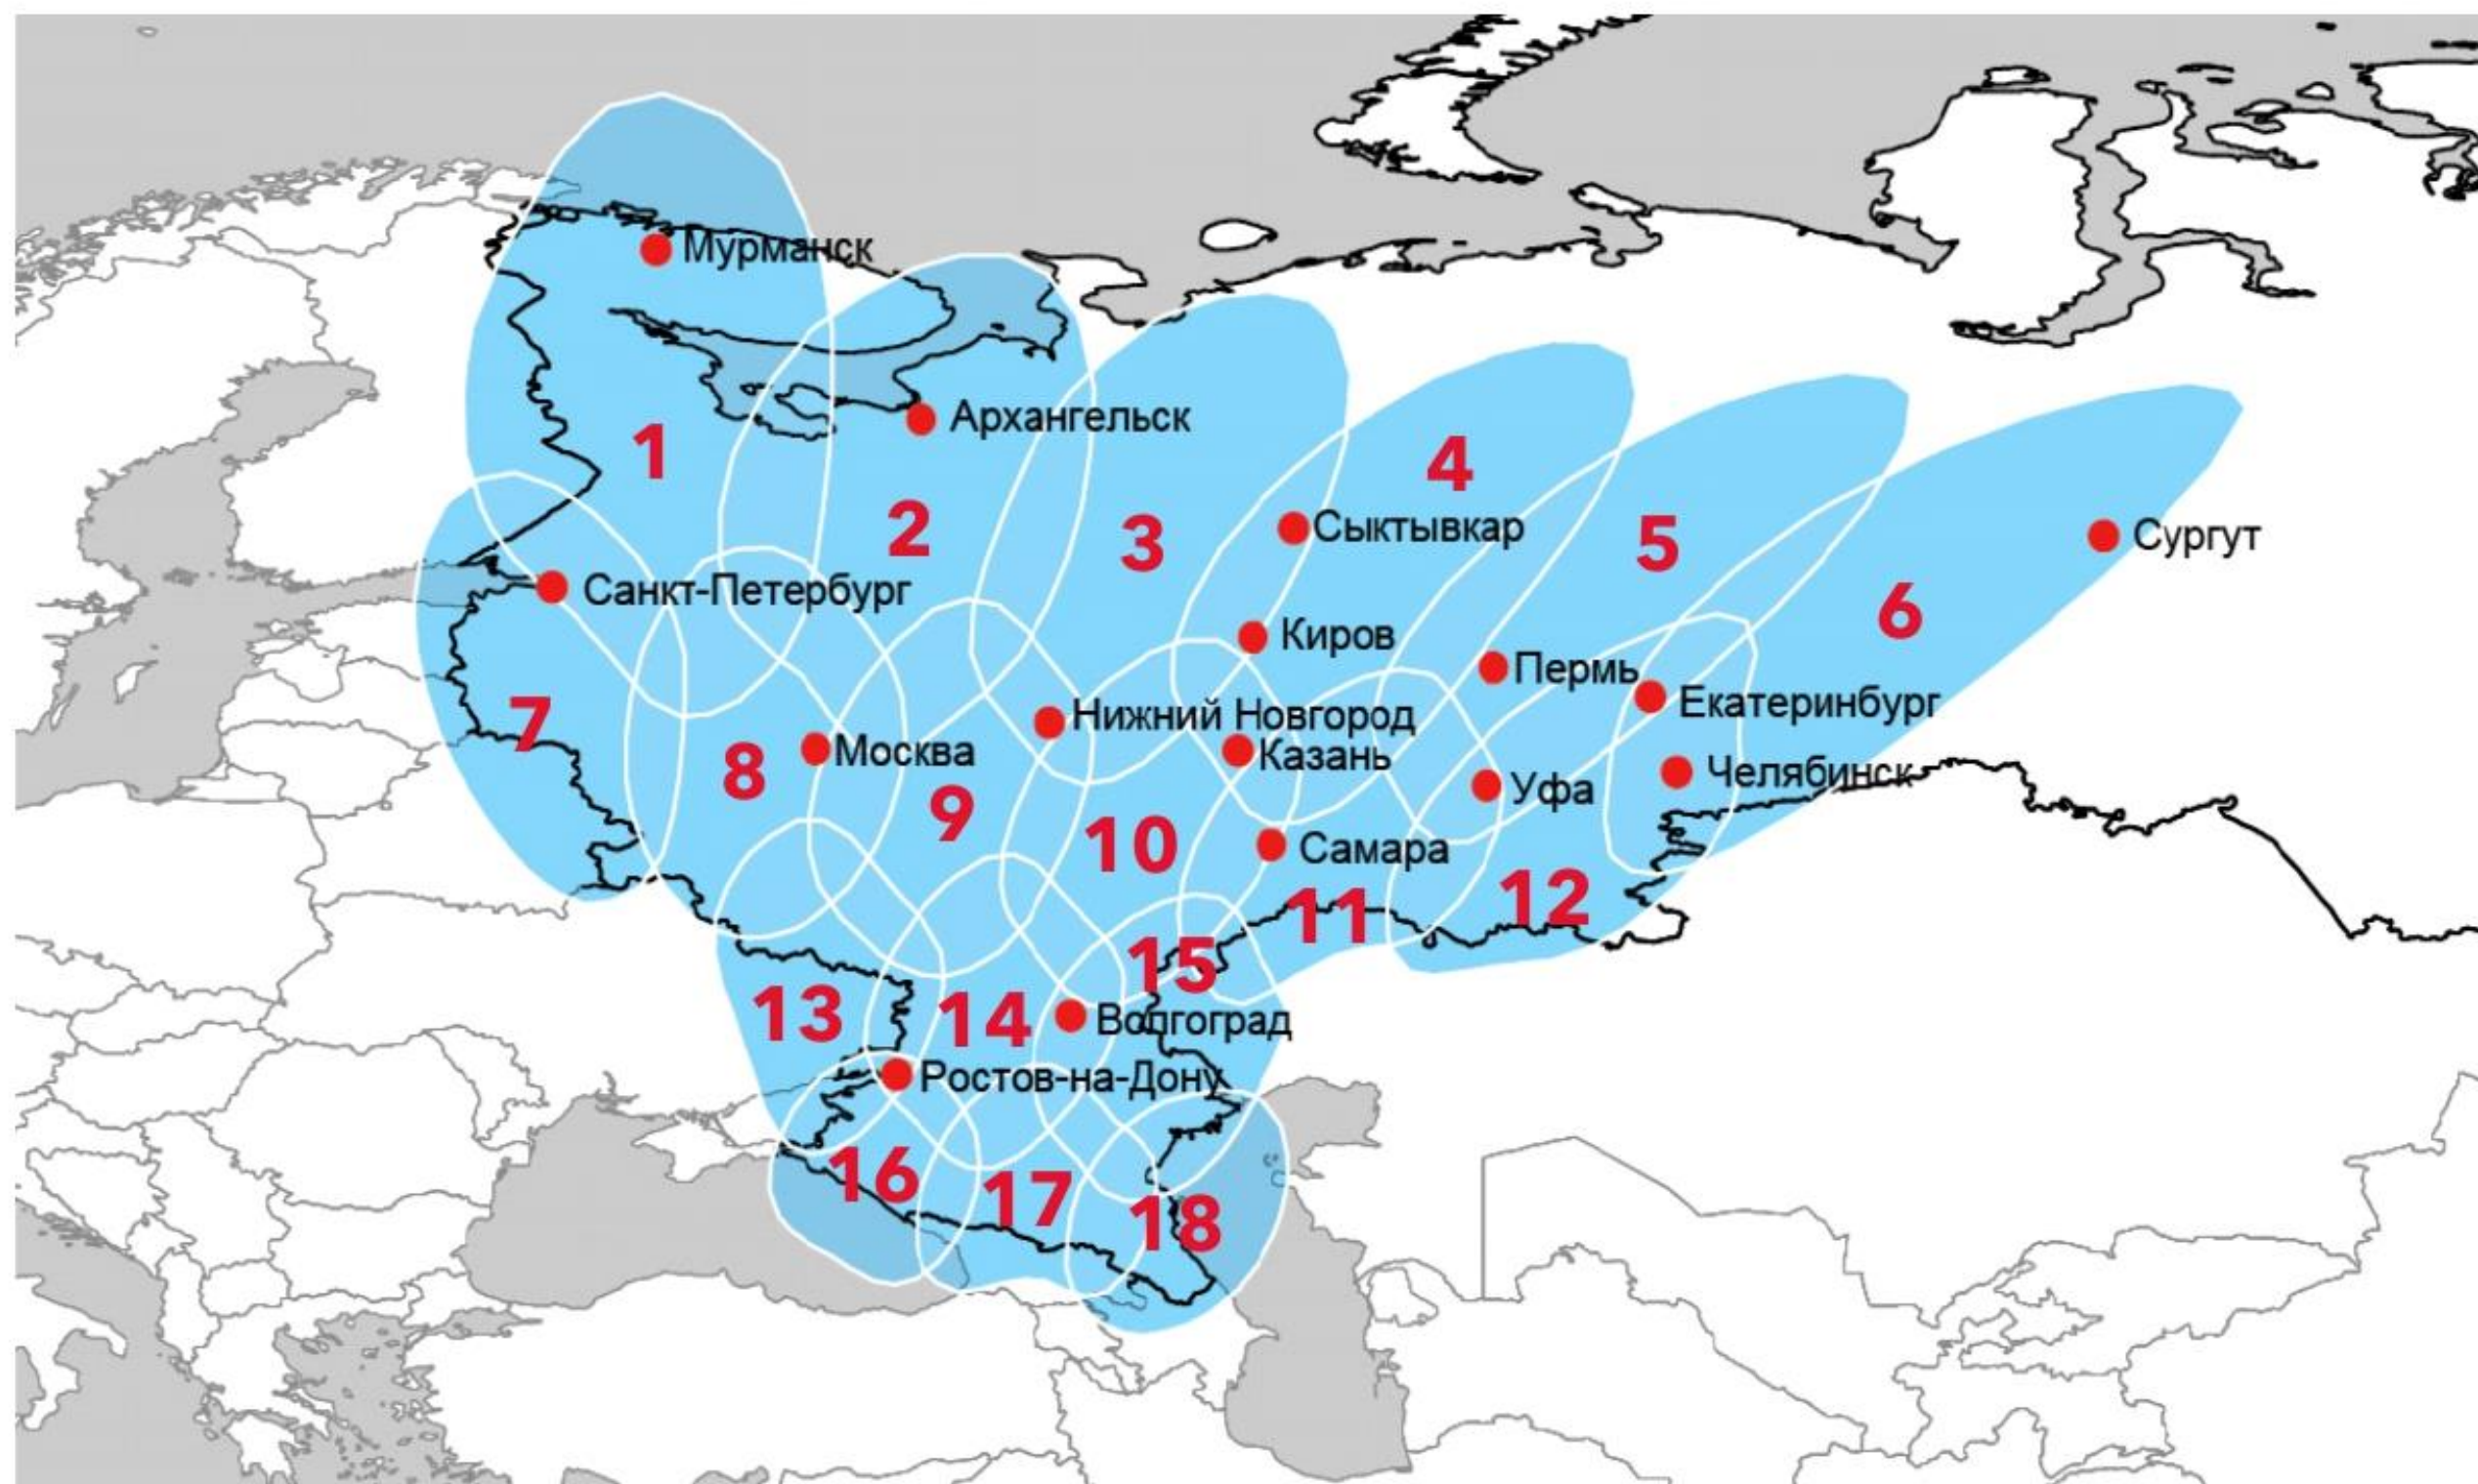 Мурманск
Архангельск
1
4
2
3
Сыктывкар
5
Сургут
Санкт-Петербург
6
Киров
Пермь
Екатеринбург
7
Нижний Новгород
8
Москва
Казань
Челябинск
Уфа
9
10
Самара
12
11
15
13
14
Волгоград
Ростов-на-Дону
16
17
18